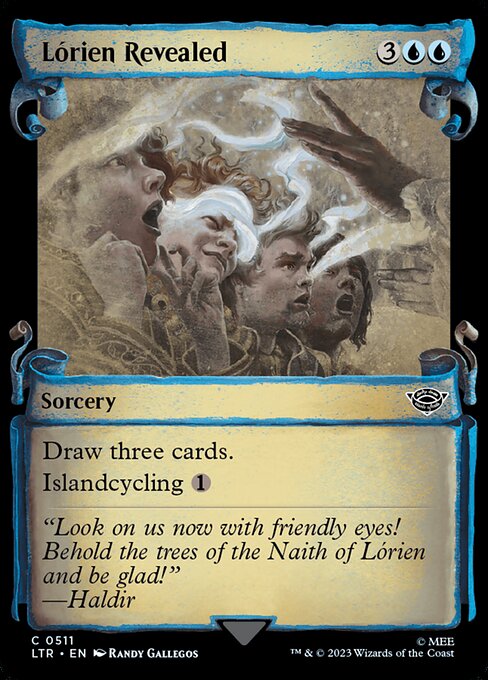 Lórien Revealed 3
Sorcery
Draw three cards.
Islandcycling 1
“Look on us now with friendly eyes!
Behold the trees of the Naith of Lórien
and be glad!”
—Haldir
C 0511
LTR • EN RANDY GALLEGOS
© MEE
™ & © 2023 Wizards of the Coast